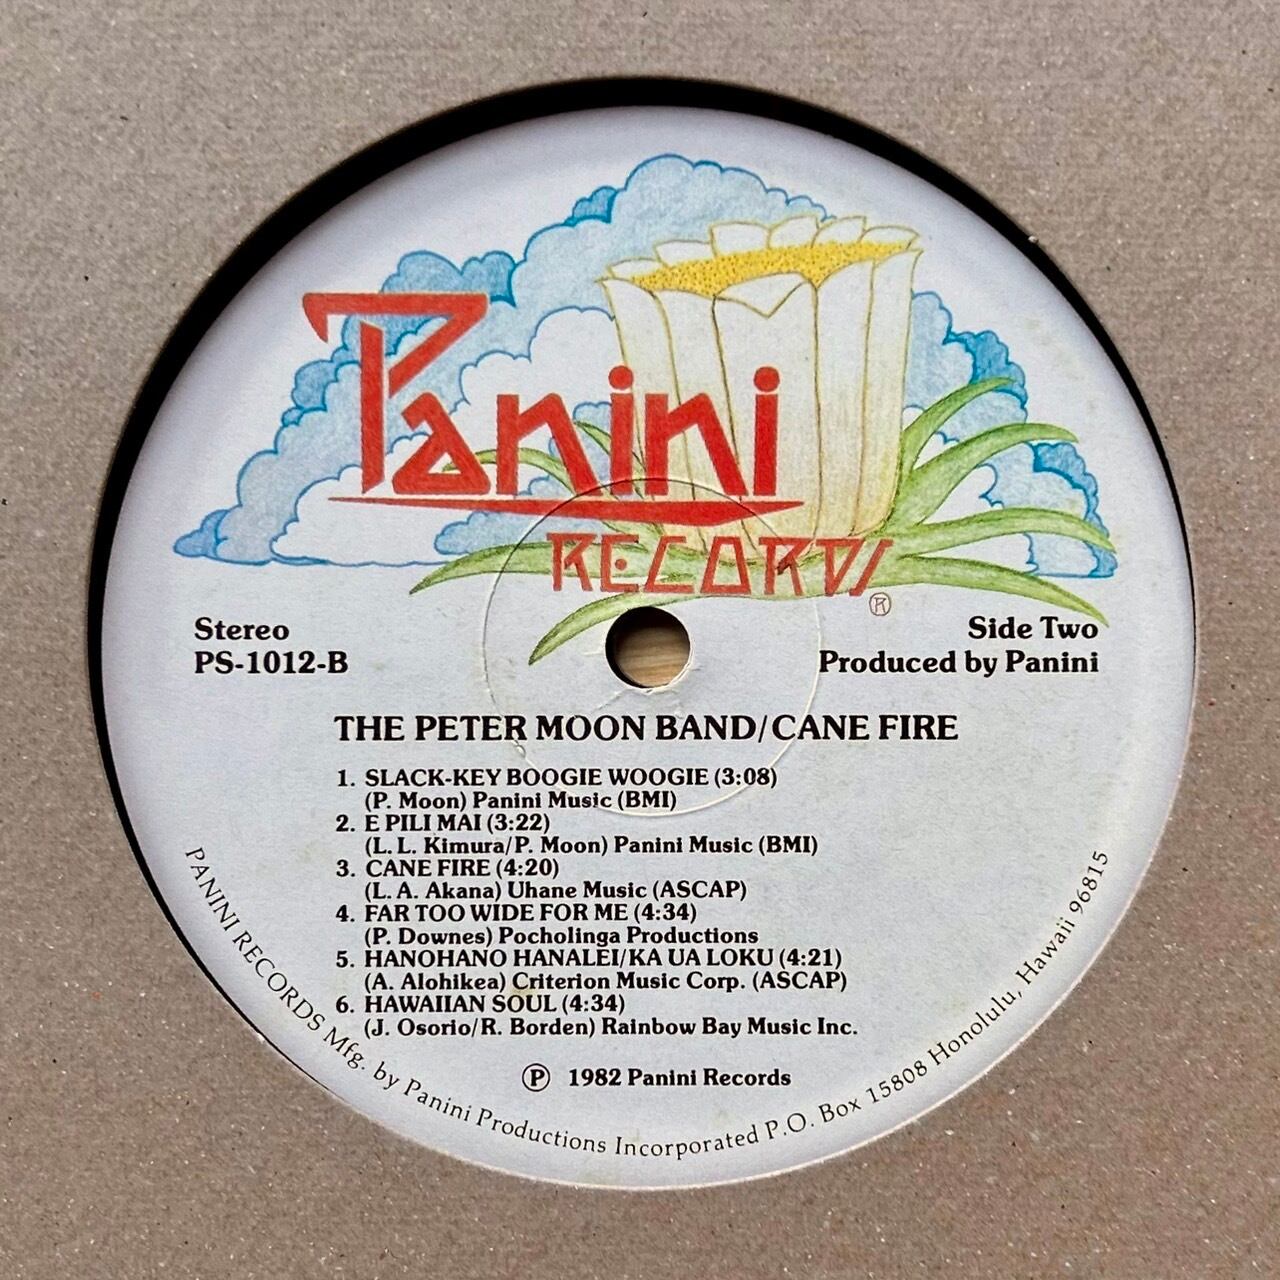 Panini
RECORDS
®
Stereo
Side Two
PS-1012-B
Produced by Panini
THE PETER MOON BAND/CANE FIRE
1. SLACK-KEY BOOGIE WOOGIE (3:08)
(P. Moon) Panini Music (BMI)
2. E PILI MAI (3:22)
(L. L. Kimura/P. Moon) Panini Music (BMI)
3. CANE FIRE (4:20)
(L. A. Akana) Uhane Music (ASCAP)
4. FAR TOO WIDE FOR ME (4:34)
(P. Downes) Pocholinga Productions
5. HANOHANO HANALEI/KA UA LOKU (4:21)
(A. Alohikea) Criterion Music Corp. (ASCAP)
6. HAWAIIAN SOUL (4:34)
(J. Osorio/R. Borden) Rainbow Bay Music Inc.
Ⓟ 1982 Panini Records
PANINI RECORDS Mfg. by Panini Productions Incorporated P.O. Box 15808 Honolulu, Hawaii 96815